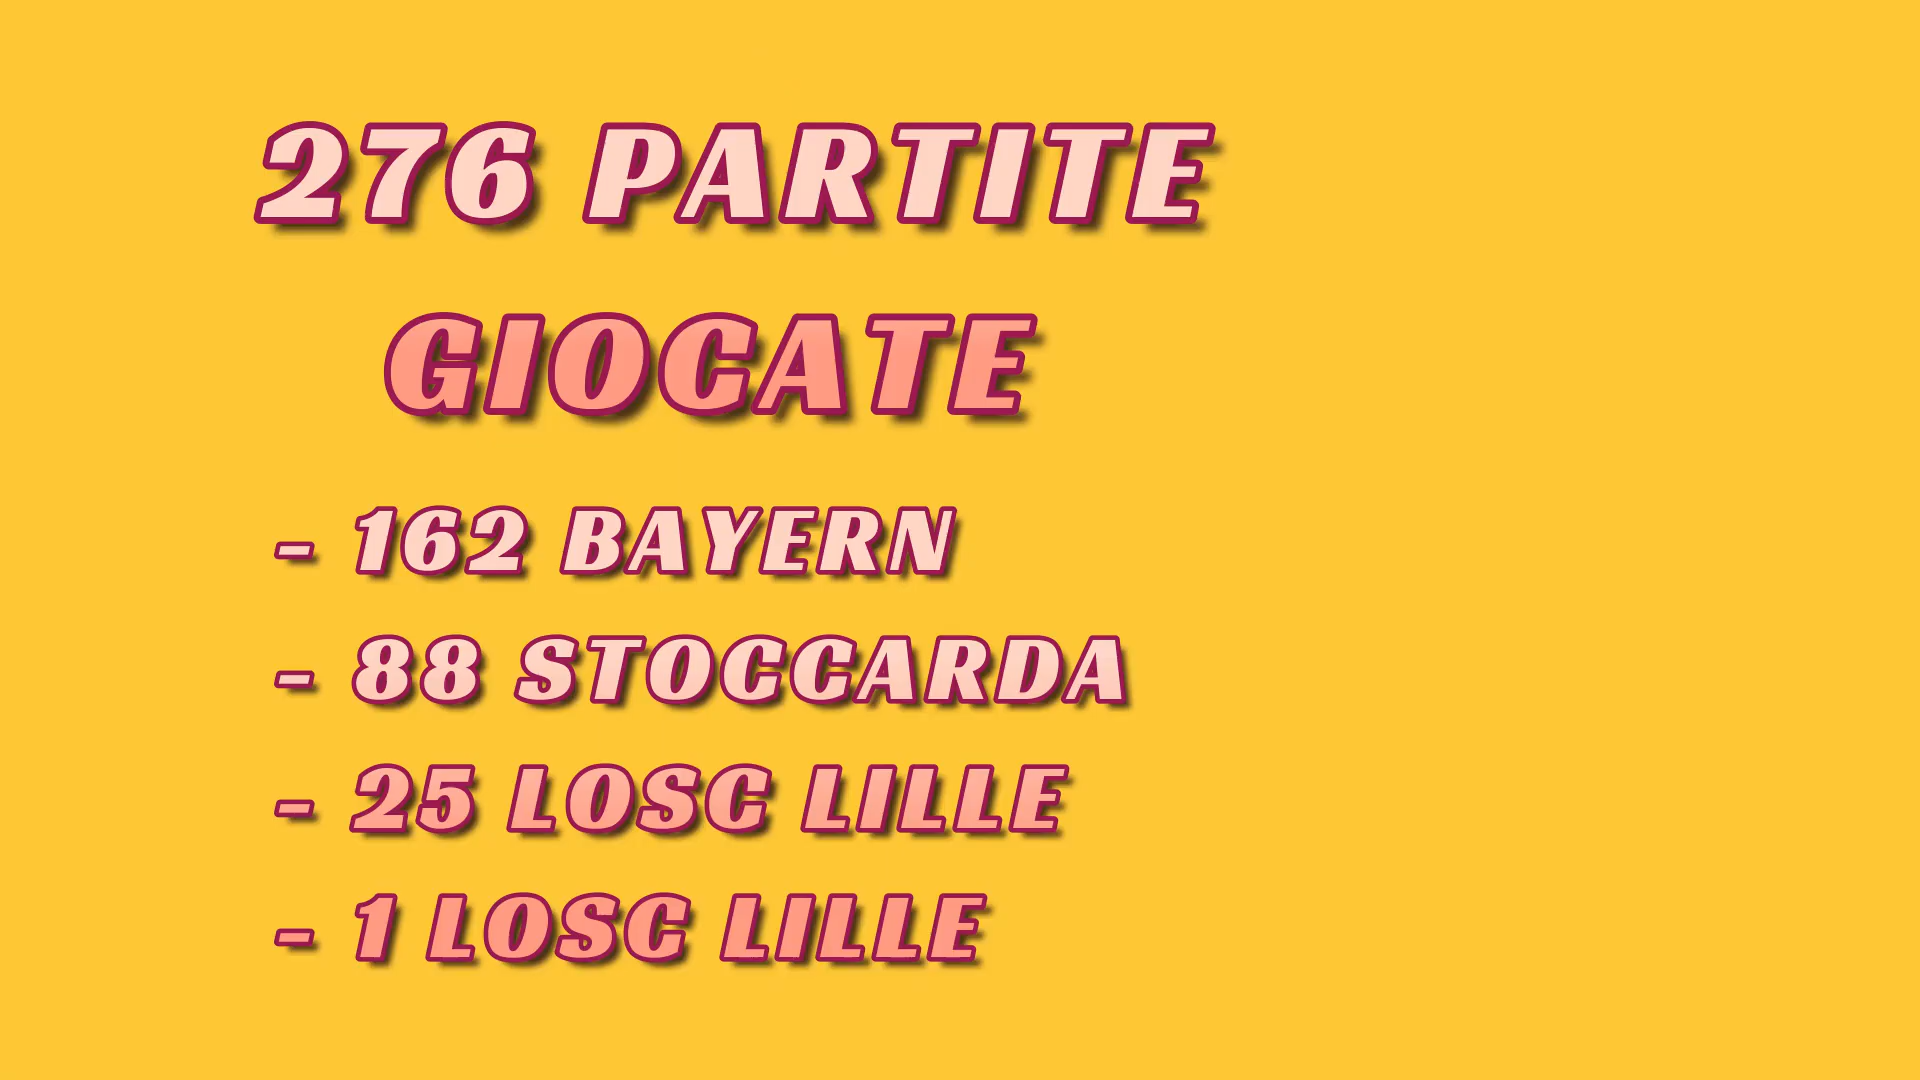 276 PARTITE
GIOCATE
- 162 BAYERN
- 88 STOCCARDA
- 25 LOSC LILLE
- 1 LOSC LILLE